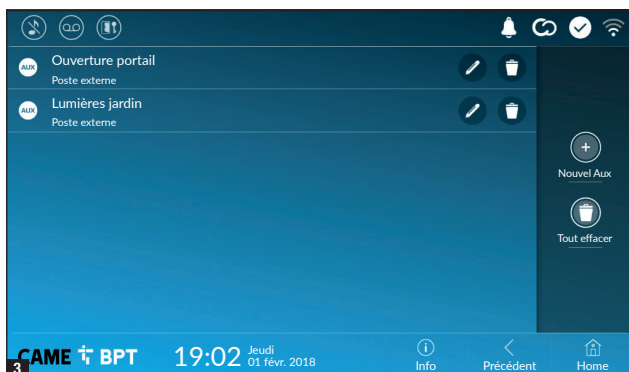 AUX
Ouverture portail
Poste externe
AUX
Lumières jardin
Poste externe
Nouvel Aux
Tout effacer
3
CAME BPT
19:02
Jeudi
01 févr. 2018
Info
Précédent
Home